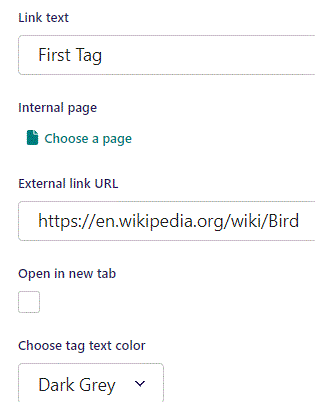 Link text
First Tag
Internal page
Choose a page
External link URL
https://en.wikipedia.org/wiki/Bird
Open in new tab
Choose tag text color
Dark Grey